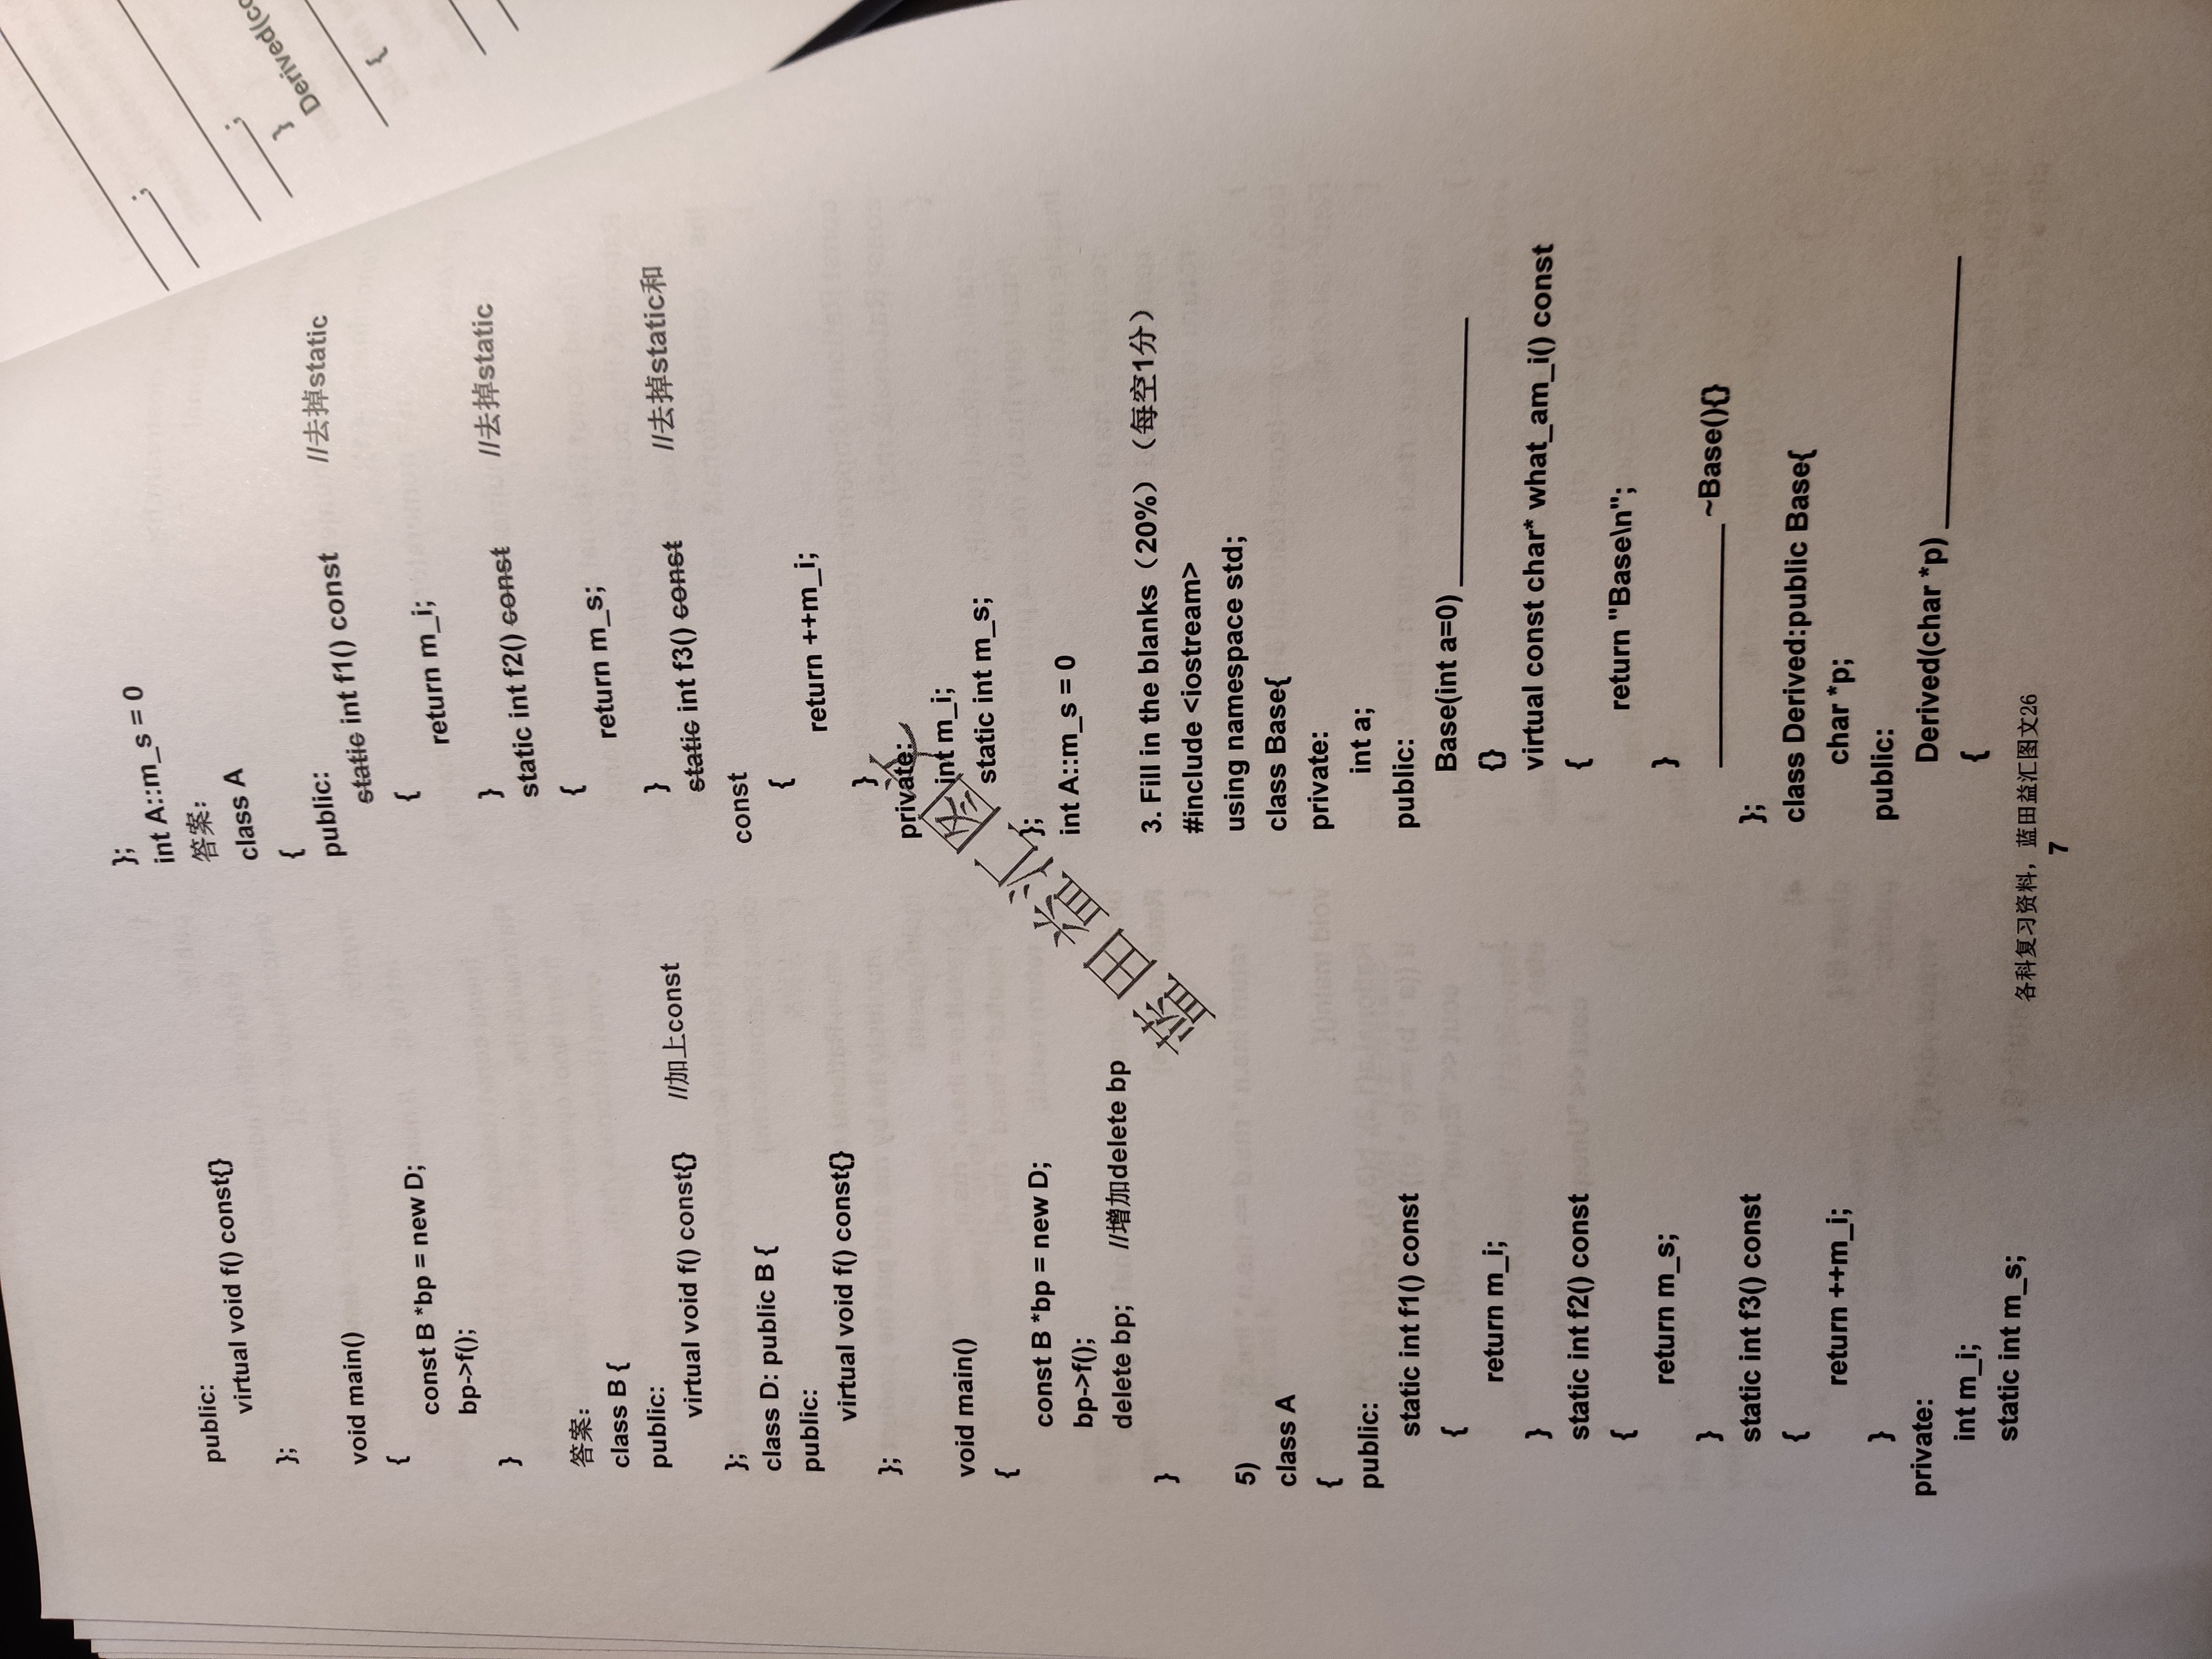 public:
virtual void f() const{}
};
void main()
{
const B *bp = new D;
bp->f();
}
答案:
class B {
public:
virtual void f() const{} //加上const
};
class D: public B {
public:
virtual void f() const{}
};
void main()
{
const B *bp = new D;
bp->f();
delete bp; //增加delete bp
}
5)
class A
{
public:
static int f1() const
{
return m_i;
}
static int f2() const
{
return m_s;
}
static int f3() const
{
return ++m_i;
}
private:
int m_i;
static int m_s;
};
int A::m_s = 0
答案:
class A
{
public:
static int f1() const //去掉static
{
return m_i;
}
static int f2() const //去掉static
{
return m_s;
}
static int f3() const //去掉static和
const
{
return ++m_i;
}
private:
int m_i;
static int m_s;
};
int A::m_s = 0
3. Fill in the blanks（20%）（每空1分）
#include <iostream>
using namespace std;
class Base{
private:
int a;
public:
Base(int a=0) ________
{}
virtual const char* what_am_i() const
{
return "Base\n";
}
________ ~Base(){}
};
class Derived:public Base{
char *p;
public:
Derived(char *p) ________
{
蓝田益汇图文
各科复习资料，蓝田益汇图文26
7
____;
____;
}
Derived(co
{